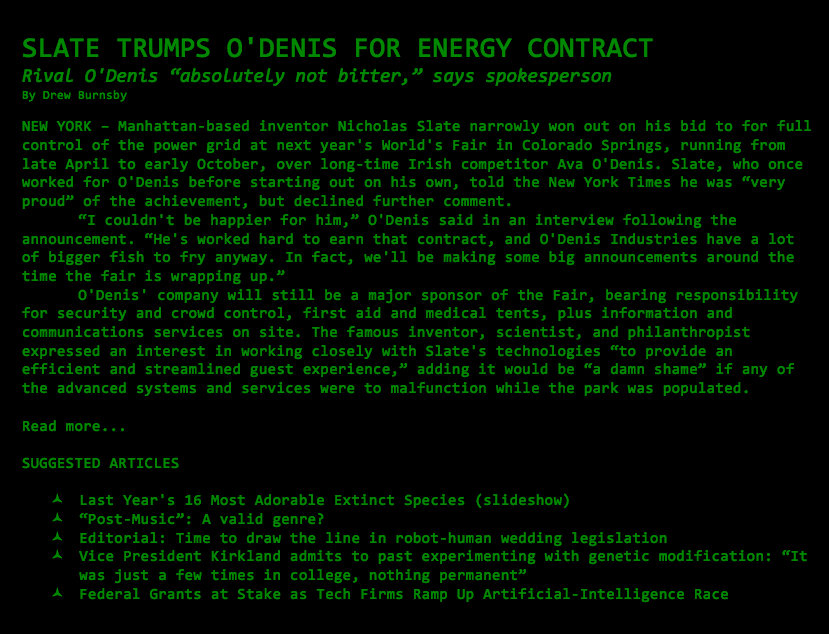 SLATE TRUMPS O'DENIS FOR ENERGY CONTRACT
Rival O'Denis “absolutely not bitter,” says spokesperson
By Drew Burnsby
NEW YORK – Manhattan-based inventor Nicholas Slate narrowly won out on his bid to for full
control of the power grid at next year's World's Fair in Colorado Springs, running from
late April to early October, over long-time Irish competitor Ava O'Denis. Slate, who once
worked for O'Denis before starting out on his own, told the New York Times he was “very
proud” of the achievement, but declined further comment.
“I couldn't be happier for him,” O'Denis said in an interview following the
announcement. “He's worked hard to earn that contract, and O'Denis Industries have a lot
of bigger fish to fry anyway. In fact, we'll be making some big announcements around the
time the fair is wrapping up.”
O'Denis' company will still be a major sponsor of the Fair, bearing responsibility
for security and crowd control, first aid and medical tents, plus information and
communications services on site. The famous inventor, scientist, and philanthropist
expressed an interest in working closely with Slate's technologies “to provide an
efficient and streamlined guest experience,” adding it would be “a damn shame” if any of
the advanced systems and services were to malfunction while the park was populated.
Read more...
SUGGESTED ARTICLES
Last Year's 16 Most Adorable Extinct Species (slideshow)
“Post-Music”: A valid genre?
Editorial: Time to draw the line in robot-human wedding legislation
Vice President Kirkland admits to past experimenting with genetic modification: “It
was just a few times in college, nothing permanent”
Federal Grants at Stake as Tech Firms Ramp Up Artificial-Intelligence Race